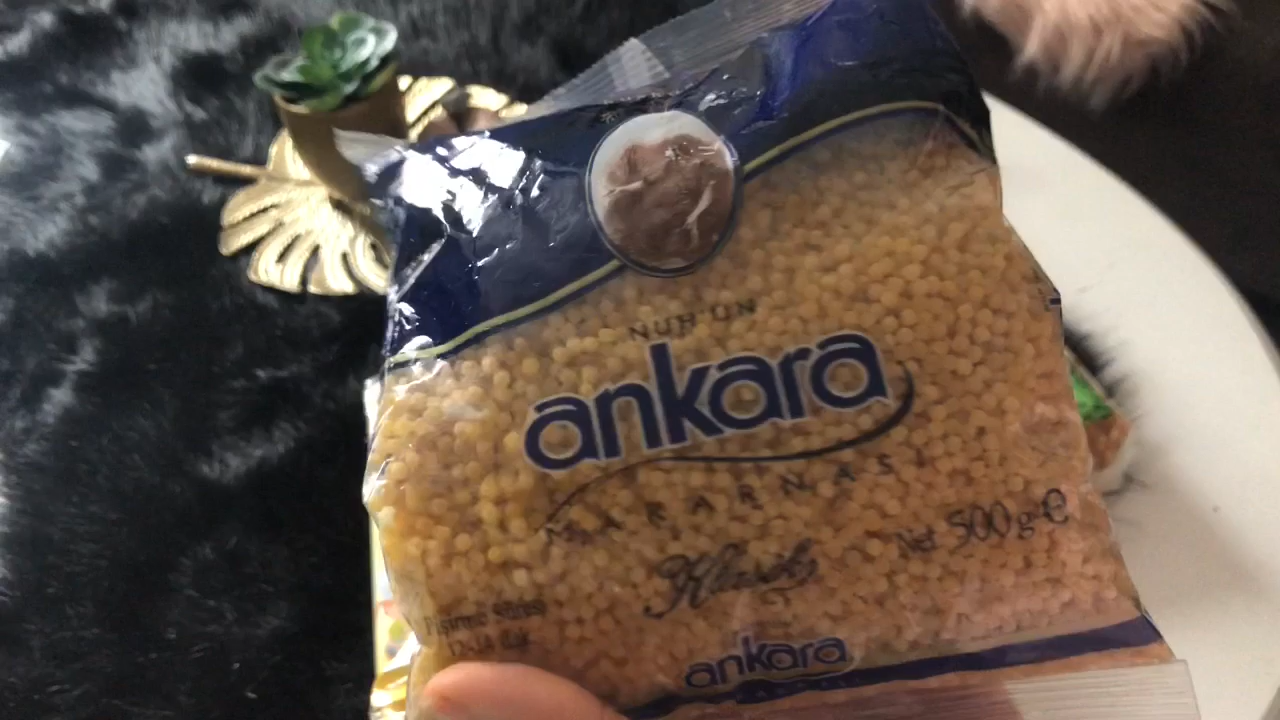 NUH'UN
ankara
MAKARNASI
Net 500 g e
Klasik
Pişirme Süresi
ankara